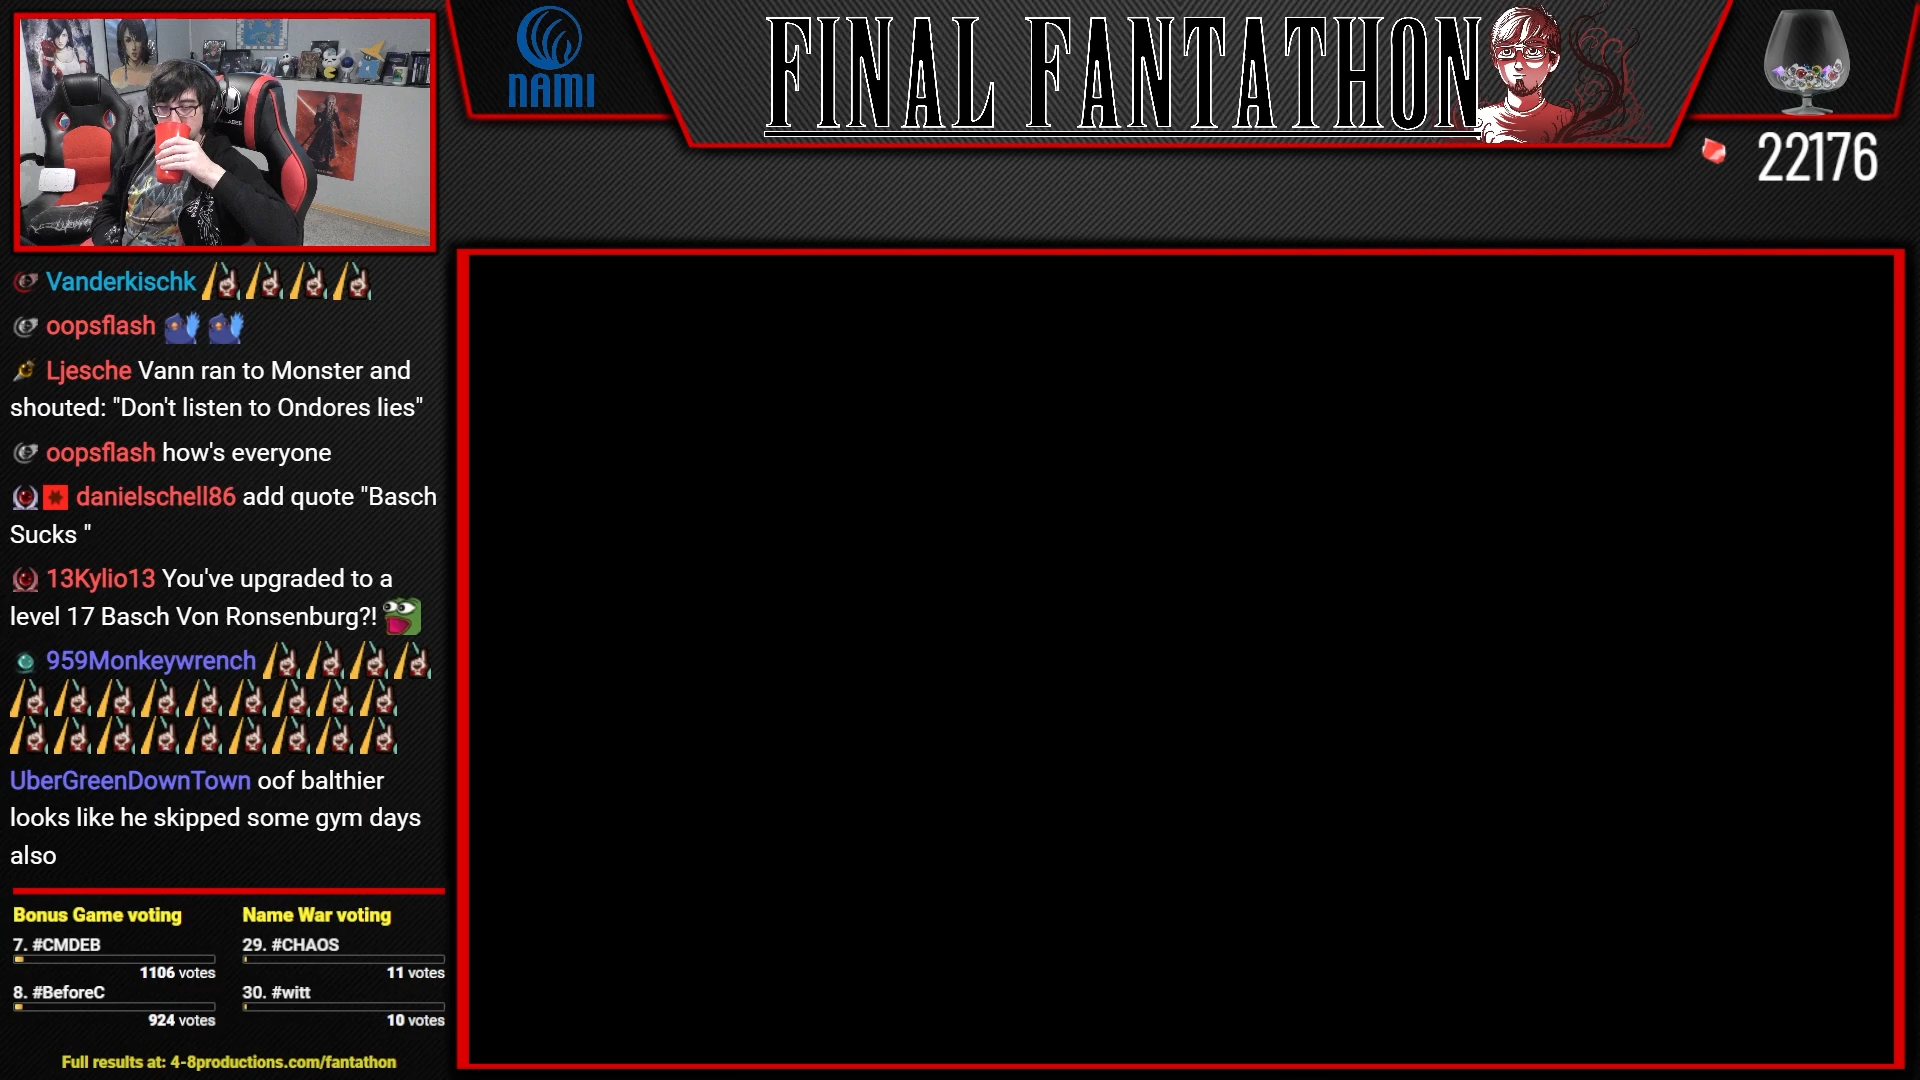 NAMI
FINAL FANTATHON
22176
Vanderkischk
oopsflash
Ljesche Vann ran to Monster and
shouted: "Don't listen to Ondores lies"
oopsflash how's everyone
danielschell86 add quote "Basch
Sucks "
13Kylio13 You've upgraded to a
level 17 Basch Von Ronsenburg?!
959Monkeywrench
UberGreenDownTown oof balthier
looks like he skipped some gym days
also
Bonus Game voting
7. #CMDEB
1106 votes
8. #BeforeC
924 votes
Name War voting
29. #CHAOS
11 votes
30. #witt
10 votes
Full results at: 4-8productions.com/fantathon